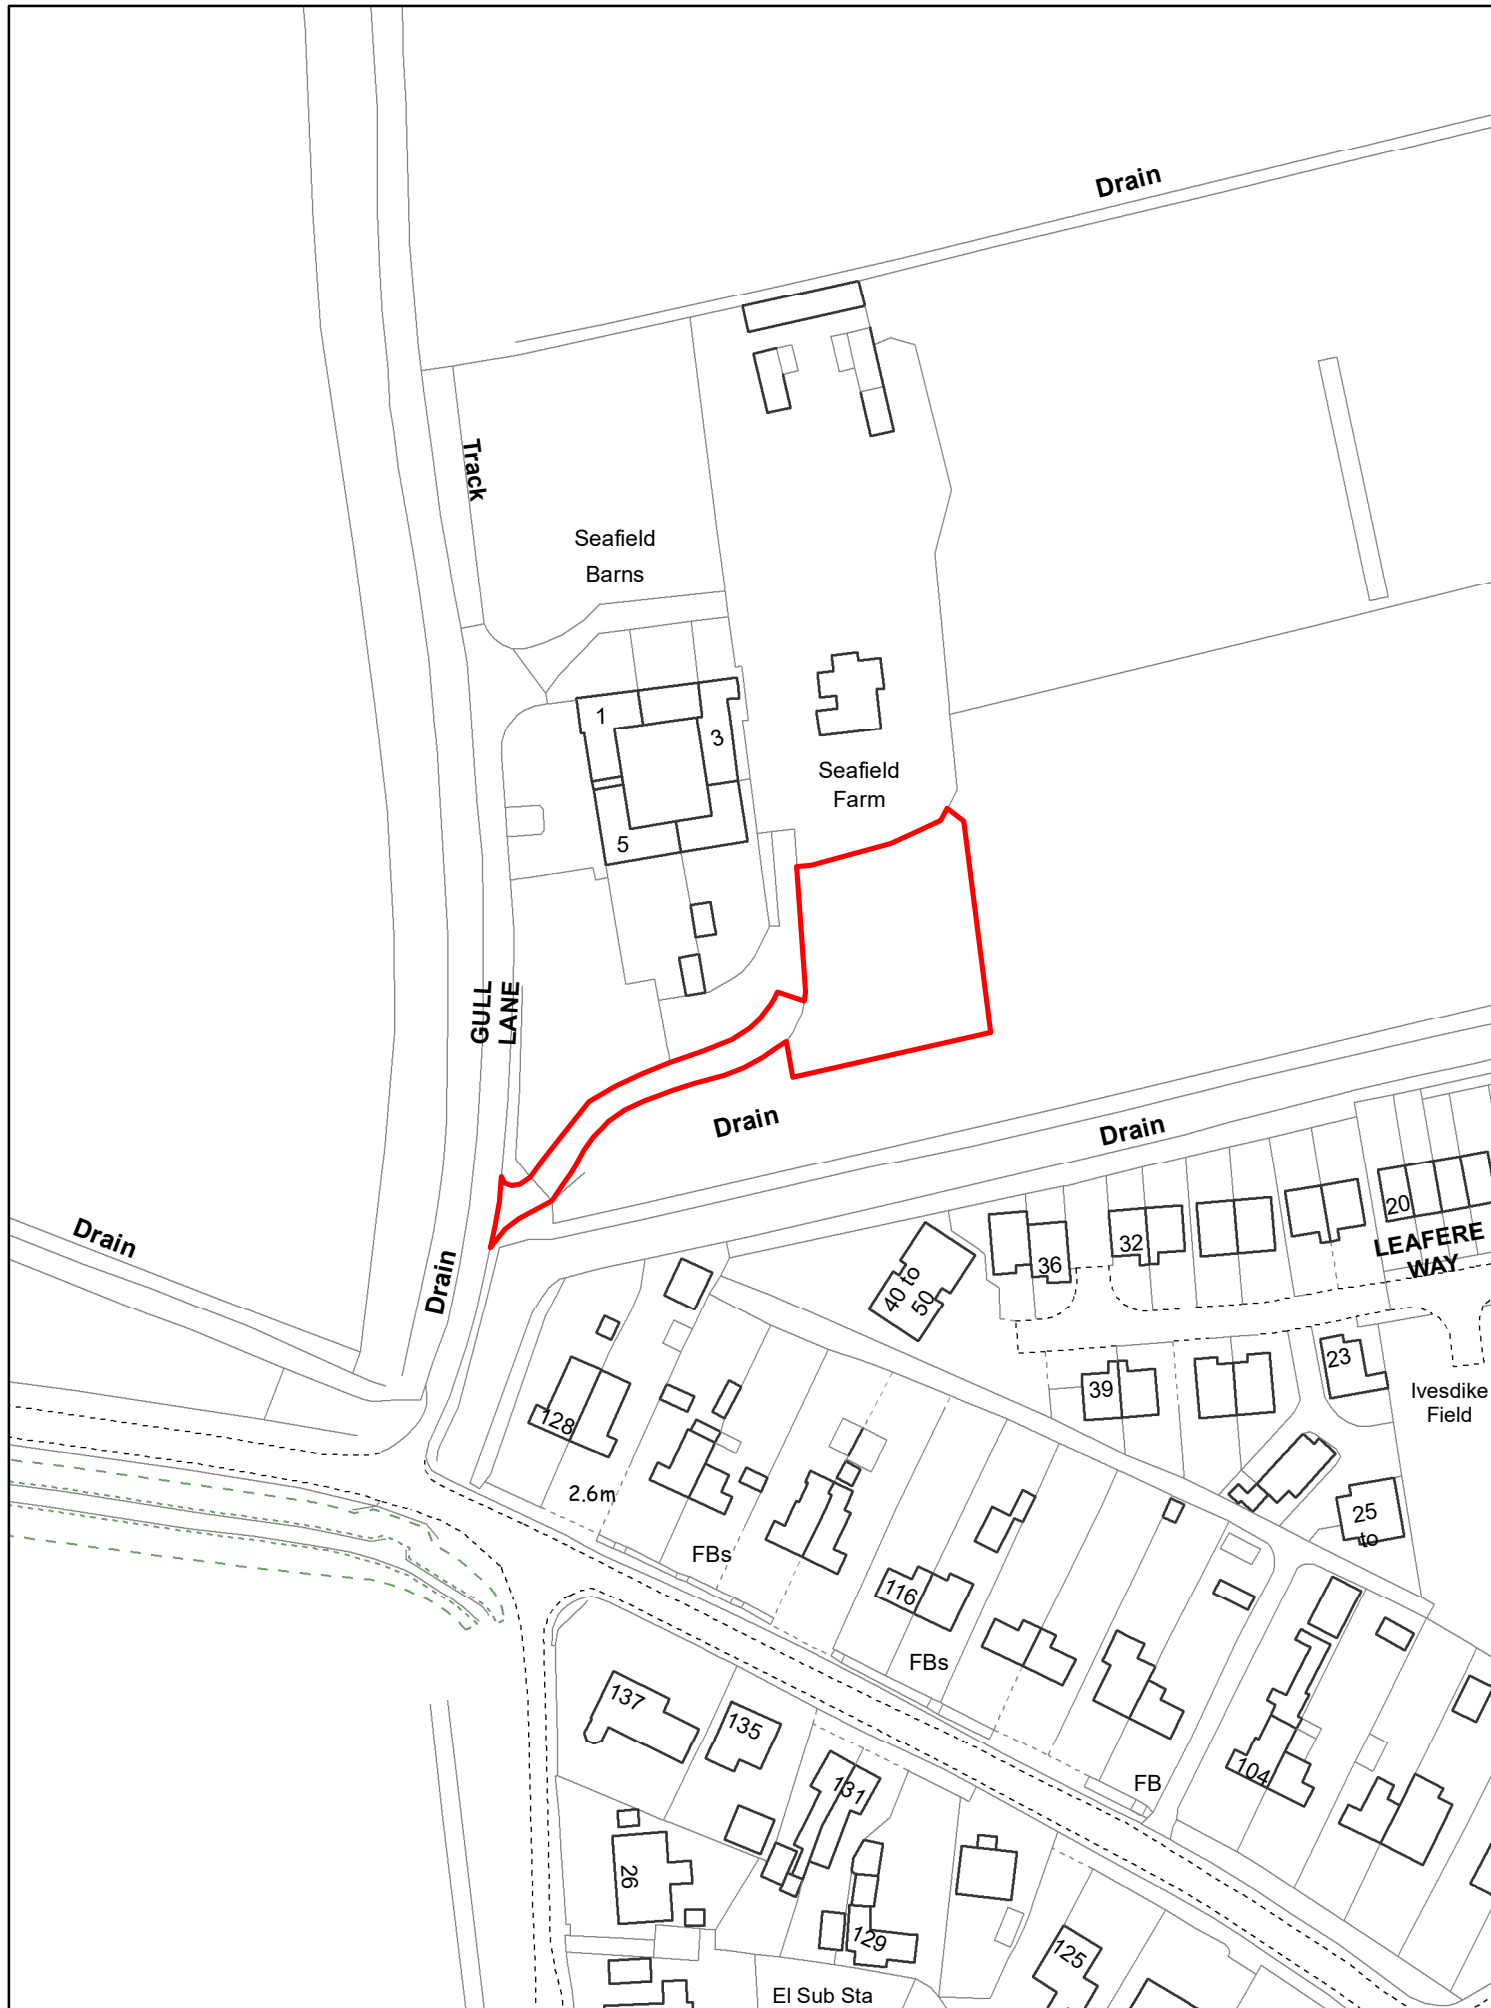 Drain
Track
Seafield
Barns
1
3
Seafield
Farm
5
GULL
LANE
Drain
Drain
Drain
Drain
20
LEAFERE
WAY
32
36
40 to
50
23
39
Ivesdike
Field
128
2.6m
25
to
FBs
116
FBs
137
135
131
FB
104
26
129
125
El Sub Sta